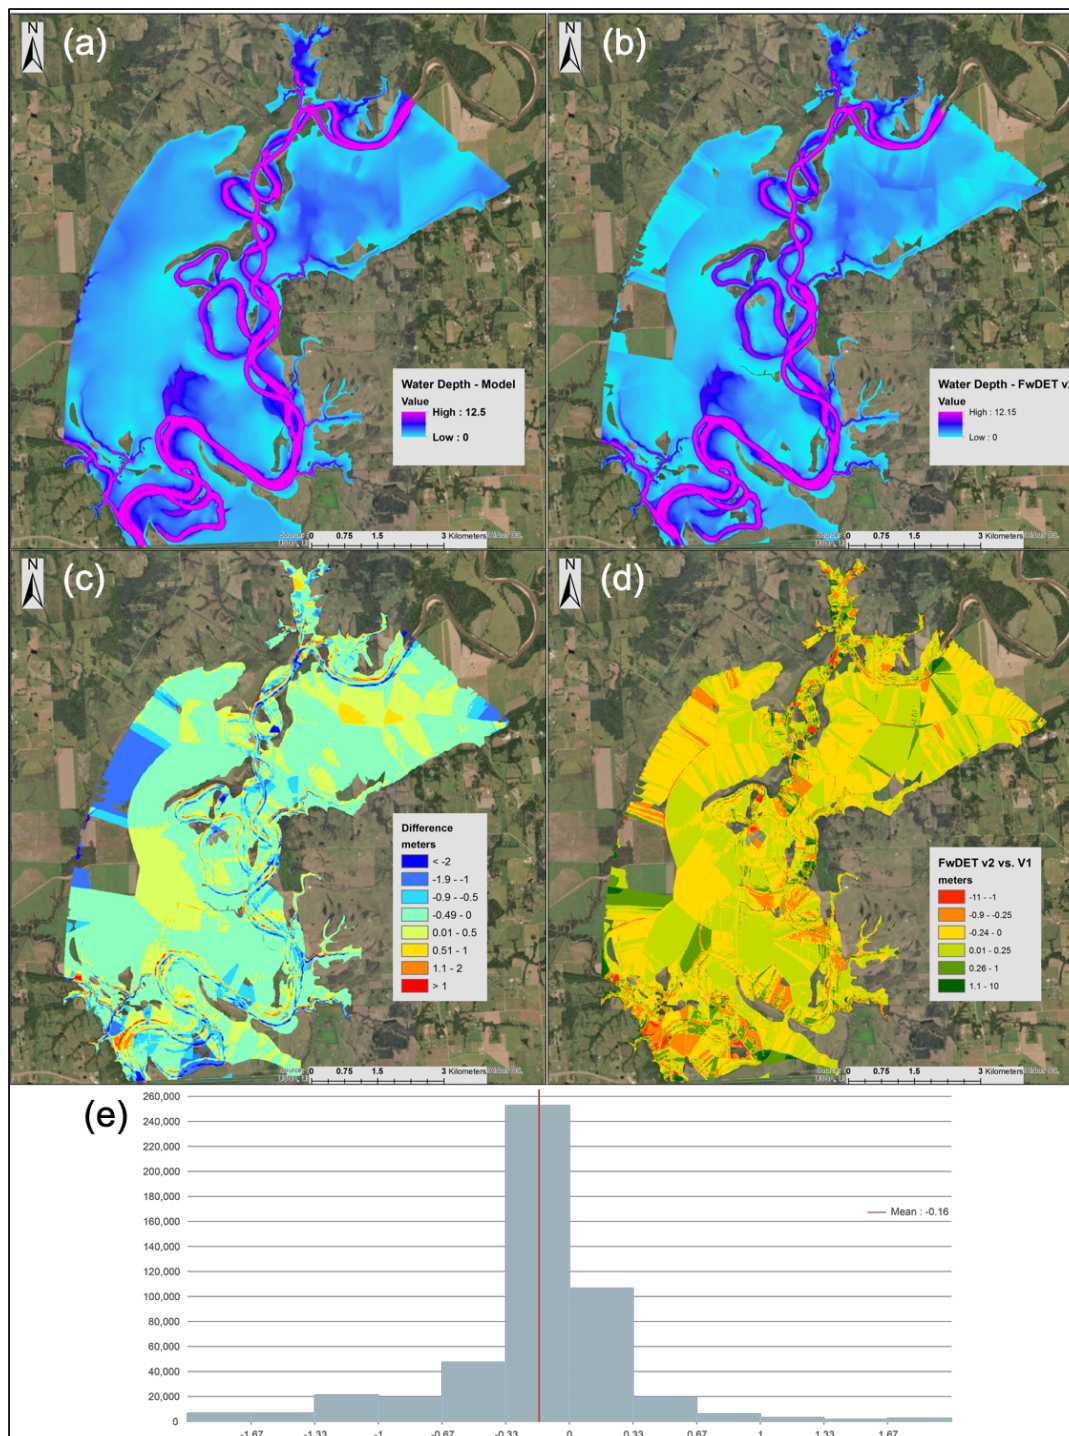 N
(a)
N
(b)
Water Depth - Model
Value
High : 12.5
Low : 0
Water Depth - FwDET v2
Value
High : 12.15
Low : 0
0 0.75 1.5 3 Kilometers
0 0.75 1.5 3 Kilometers
N
(c)
N
(d)
Difference
meters
< -2
-1.9 - -1
-0.9 - -0.5
-0.49 - 0
0.01 - 0.5
0.51 - 1
1.1 - 2
> 1
FwDET v2 vs. V1
meters
-11 - -1
-0.9 - -0.25
-0.24 - 0
0.01 - 0.25
0.26 - 1
1.1 - 10
0 0.75 1.5 3 Kilometers
0 0.75 1.5 3 Kilometers
(e)
260,000
240,000
220,000
200,000
180,000
160,000
140,000
120,000
100,000
80,000
60,000
40,000
20,000
0
Mean : -0.16
-1.67 -1.33 -1 -0.67 -0.33 0 0.33 0.67 1 1.33 1.67